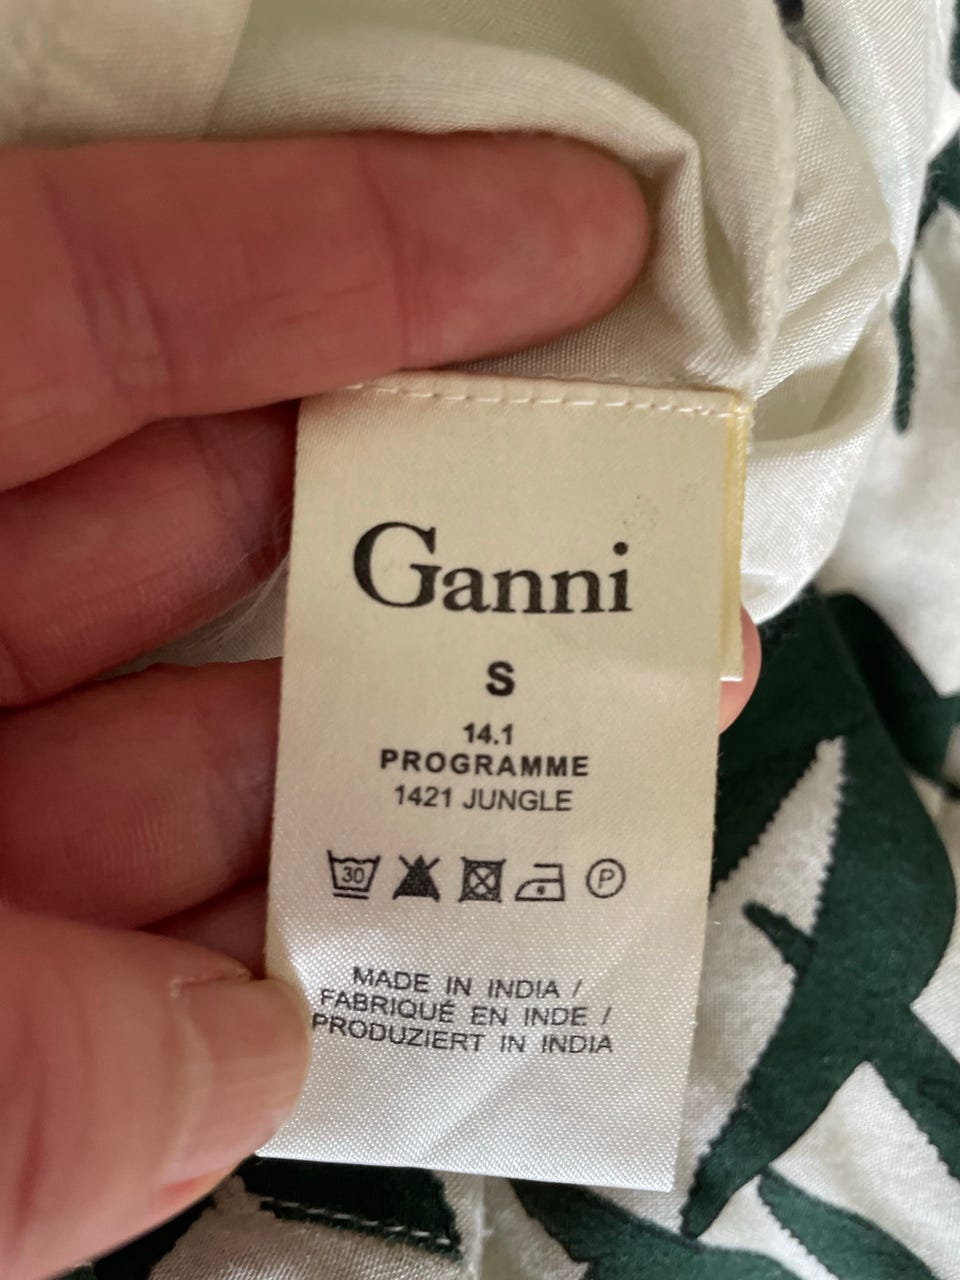 Ganni
S
14.1
PROGRAMME
1421 JUNGLE
30 P
MADE IN INDIA /
FABRIQUÉ EN INDE /
PRODUZIERT IN INDIA